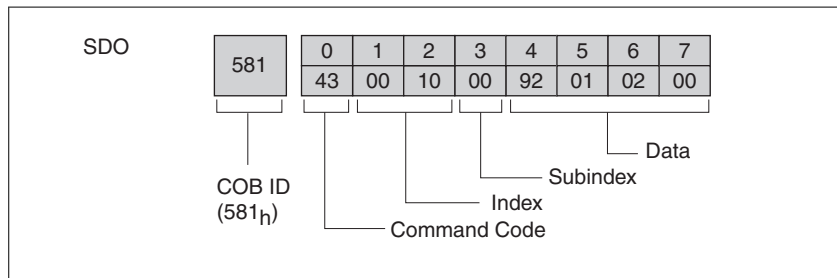 SDO
581
0 1 2 3 4 5 6 7
43 00 10 00 92 01 02 00
Data
Subindex
COB ID
(581h)
Index
Command Code